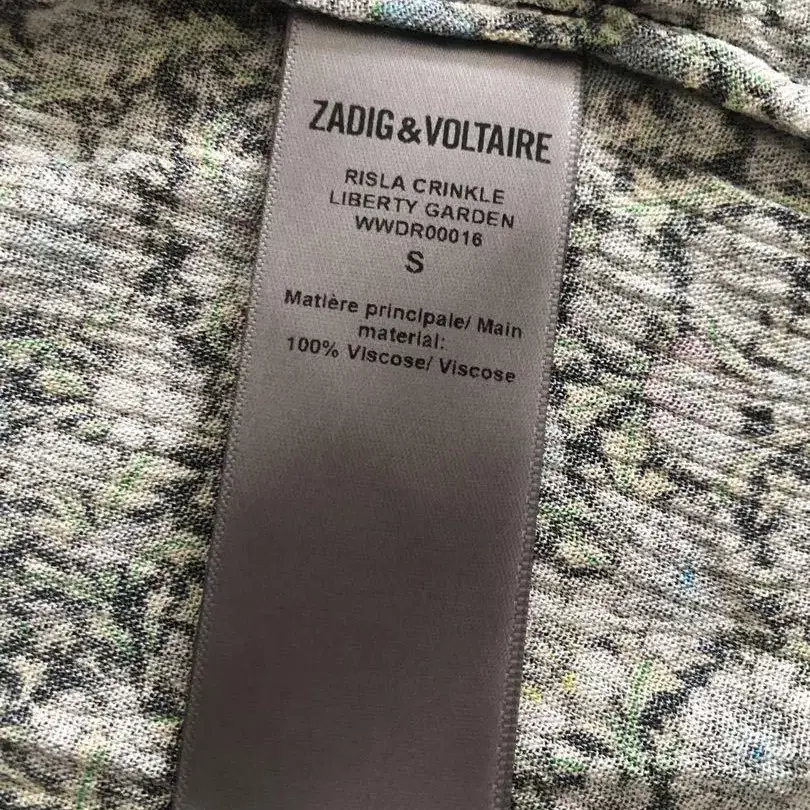 ZADIG&VOLTAIRE
RISLA CRINKLE
LIBERTY GARDEN
WWDR00016
S
Matière principale/ Main
material:
100% Viscose/ Viscose